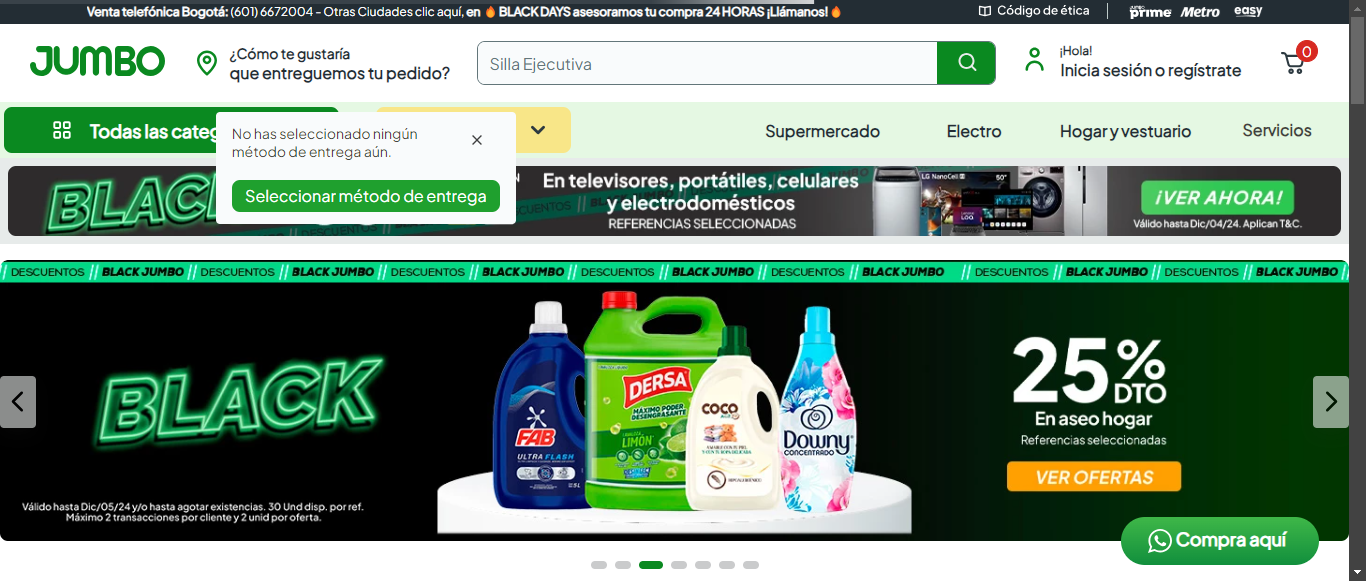 Venta telefónica Bogotá: (601) 6672004 - Otras Ciudades clic aquí, en 🔥 BLACK DAYS asesoramos tu compra 24 HORAS ¡Llámanos!🔥
Código de ética
JUMBO prime
Metro
easy
JUMBO
¿Cómo te gustaría
que entreguemos tu pedido?
Silla Ejecutiva
¡Hola!
Inicia sesión o regístrate
0
Todas las categ
No has seleccionado ningún
método de entrega aún.
Seleccionar método de entrega
Supermercado
Electro
Hogar y vestuario
Servicios
BLACK
En televisores, portátiles, celulares
y electrodomésticos
REFERENCIAS SELECCIONADAS
LG NanoCell
50"
¡VER AHORA!
Válido hasta Dic/04/24. Aplican T&C.
DESCUENTOS // BLACK JUMBO // DESCUENTOS // BLACK JUMBO // DESCUENTOS // BLACK JUMBO // DESCUENTOS // BLACK JUMBO // DESCUENTOS // BLACK JUMBO // DESCUENTOS // BLACK JUMBO // DESCUENTOS // BLACK JUMBO
BLACK
FAB
ULTRA FLASH
5L
DERSA
MÁXIMO PODER
DESENGRASANTE
LIMÓN
COCO
HIPOALERGÉNICO
Downy
CONCENTRADO
25% DTO
En aseo hogar
Referencias seleccionadas
VER OFERTAS
Válido hasta Dic/05/24 y/o hasta agotar existencias. 30 Und disp. por ref.
Máximo 2 transacciones por cliente y 2 unid por oferta.
Compra aquí